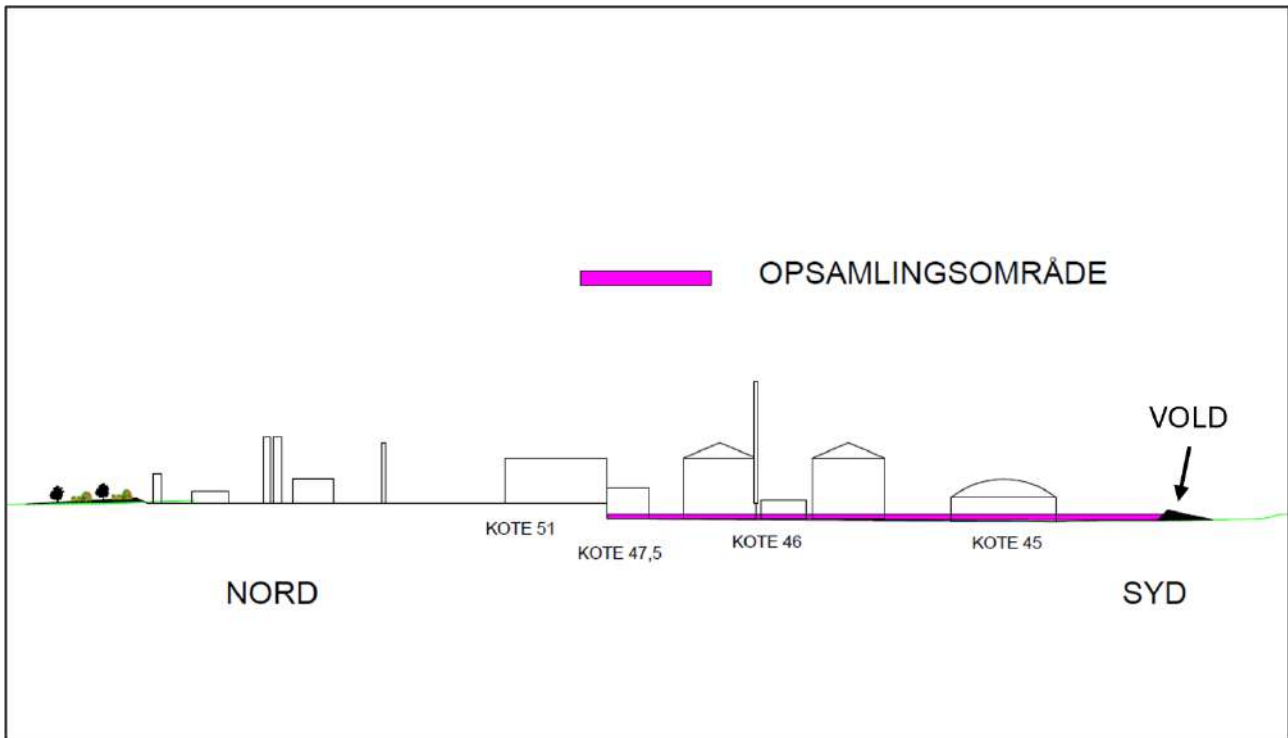 OPSAMLINGSOMRÅDE
VOLD
KOTE 51
KOTE 47,5
KOTE 46
KOTE 45
NORD
SYD